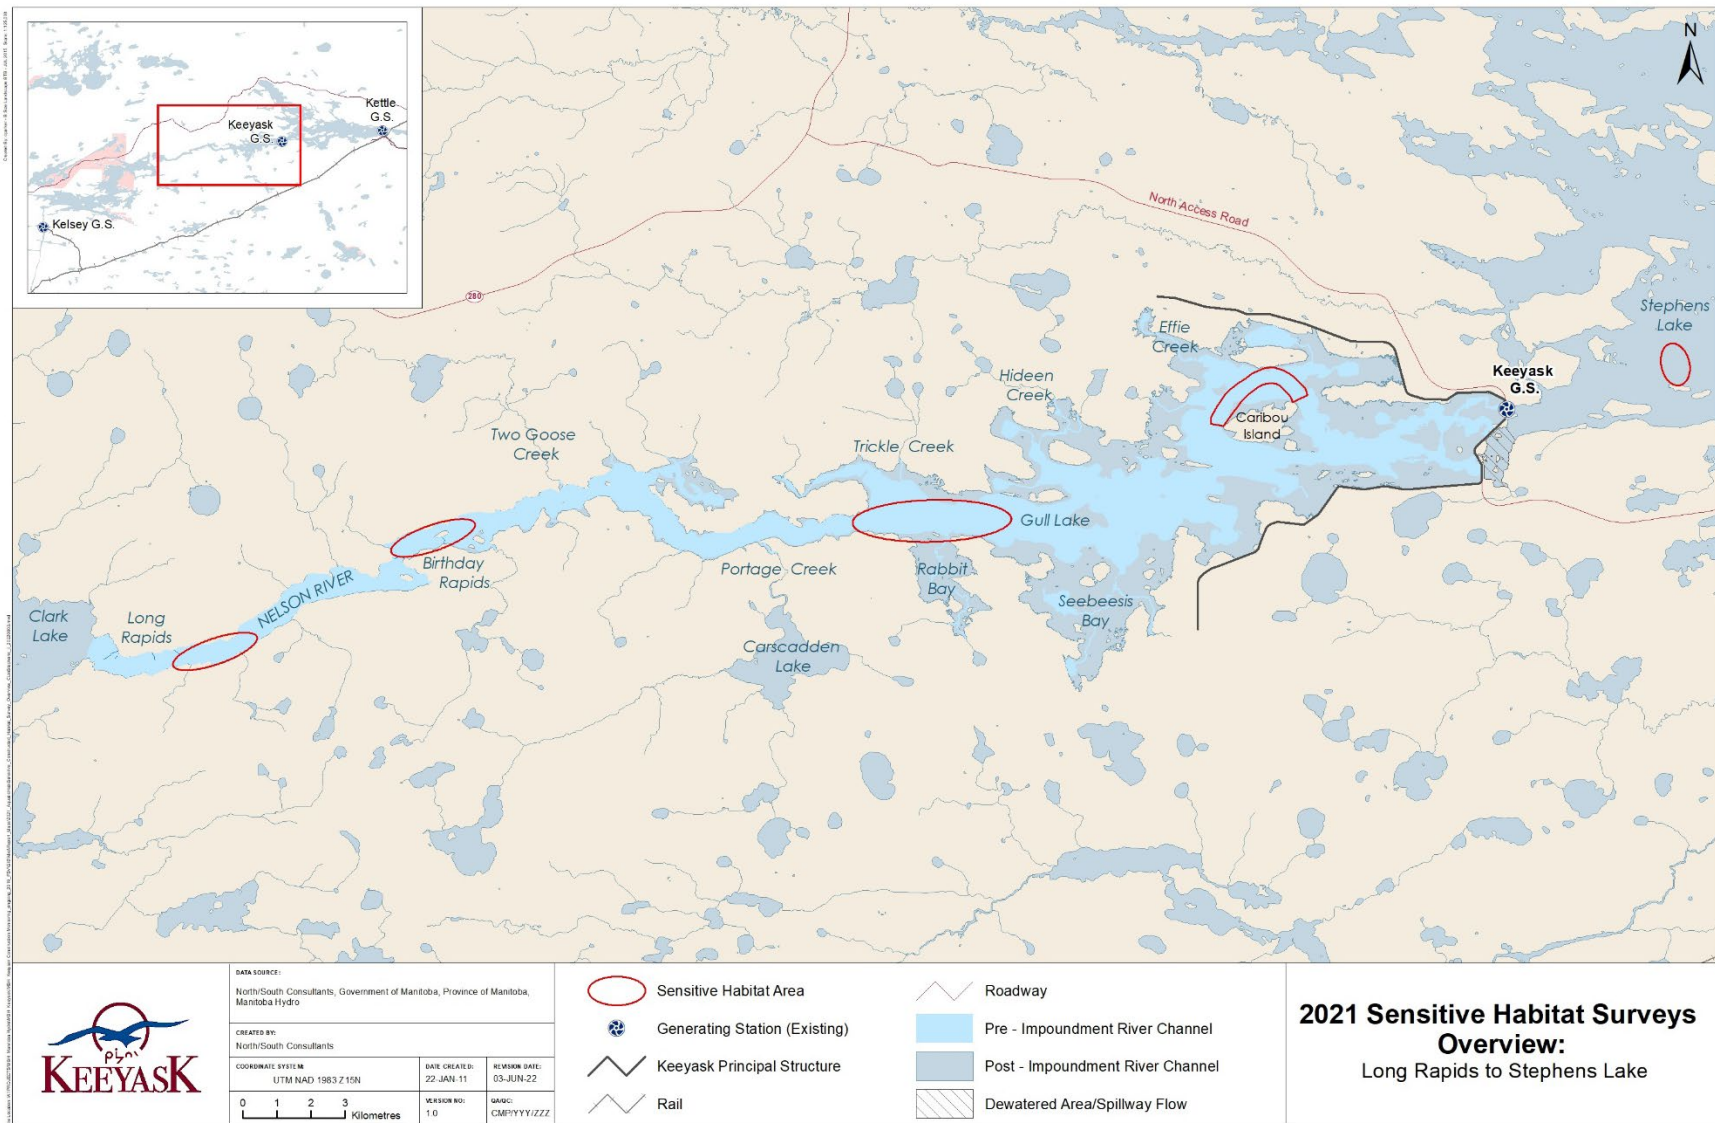 N
Kettle
G.S.
Keeyask
G.S.
Kelsey G.S.
North Access Road
280
Stephens
Lake
Effie
Creek
Keeyask
G.S.
Hideen
Creek
Caribou
Island
Two Goose
Creek
Trickle Creek
Gull Lake
Birthday
Rapids
Portage Creek
Rabbit
Bay
NELSON RIVER
Seebeesis
Bay
Clark
Lake
Long
Rapids
Carscadden
Lake
KEEYASK
DATA SOURCE:
North/South Consultants, Government of Manitoba, Province of Manitoba,
Manitoba Hydro
CREATED BY:
North/South Consultants
COORDINATE SYSTEM:
UTM NAD 1983 Z 15N
DATE CREATED:
22-JAN-11
REVISION DATE:
03-JUN-22
0 1 2 3 Kilometres
VERSION NO:
1.0
QA/QC:
CMP/YYY/ZZZ
Sensitive Habitat Area
Generating Station (Existing)
Keeyask Principal Structure
Rail
Roadway
Pre - Impoundment River Channel
Post - Impoundment River Channel
Dewatered Area/Spillway Flow
2021 Sensitive Habitat Surveys
Overview:
Long Rapids to Stephens Lake